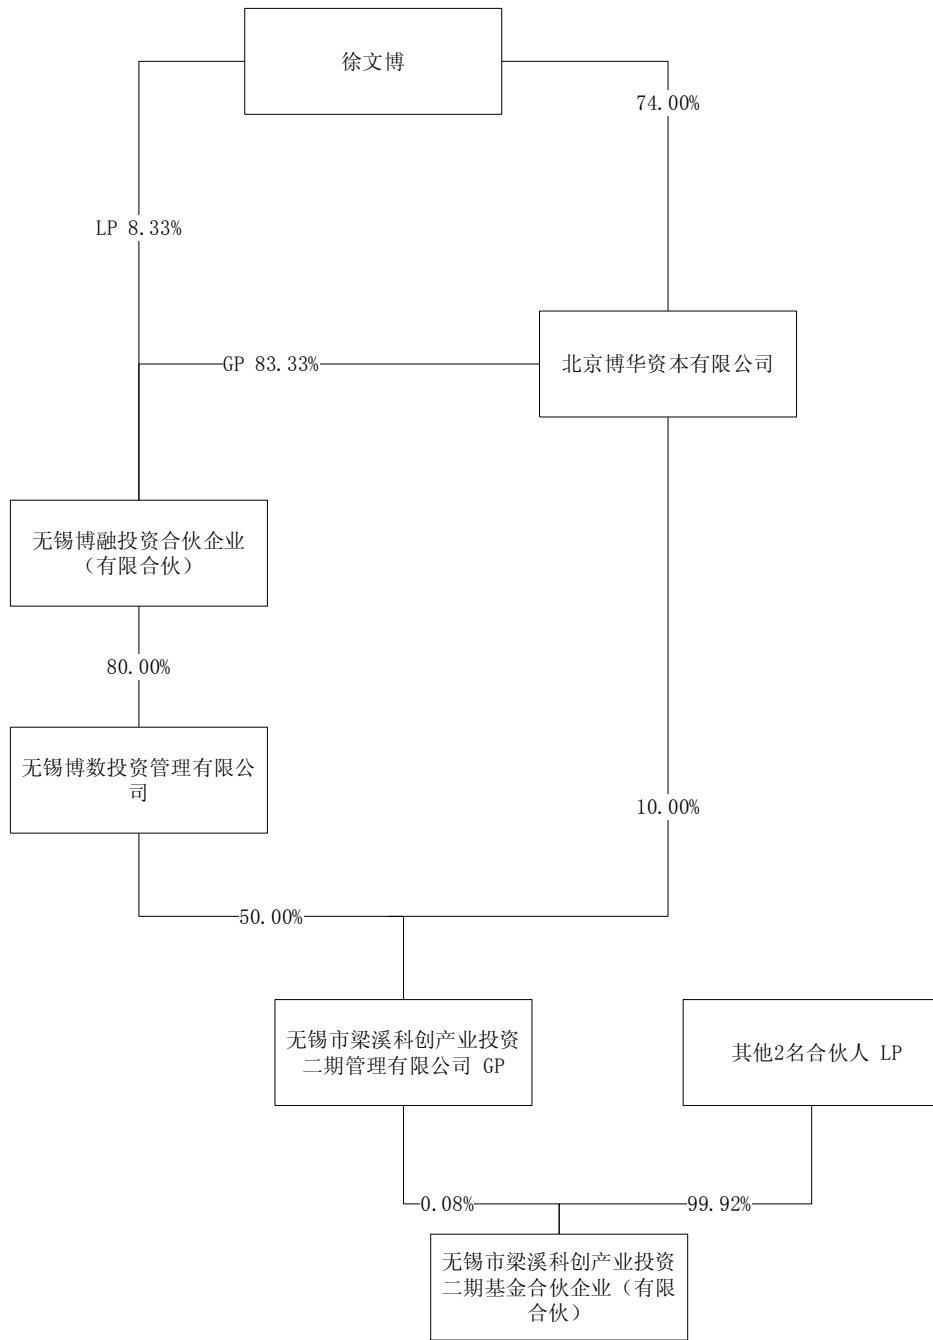 徐文博
74.00%
LP 8.33%
GP 83.33%
北京博华资本有限公司
无锡博融投资合伙企业
（有限合伙）
80.00%
无锡博数投资管理有限公
司
10.00%
50.00%
无锡市梁溪科创产业投资
二期管理有限公司 GP
其他2名合伙人 LP
0.08%
99.92%
无锡市梁溪科创产业投资
二期基金合伙企业（有限
合伙）